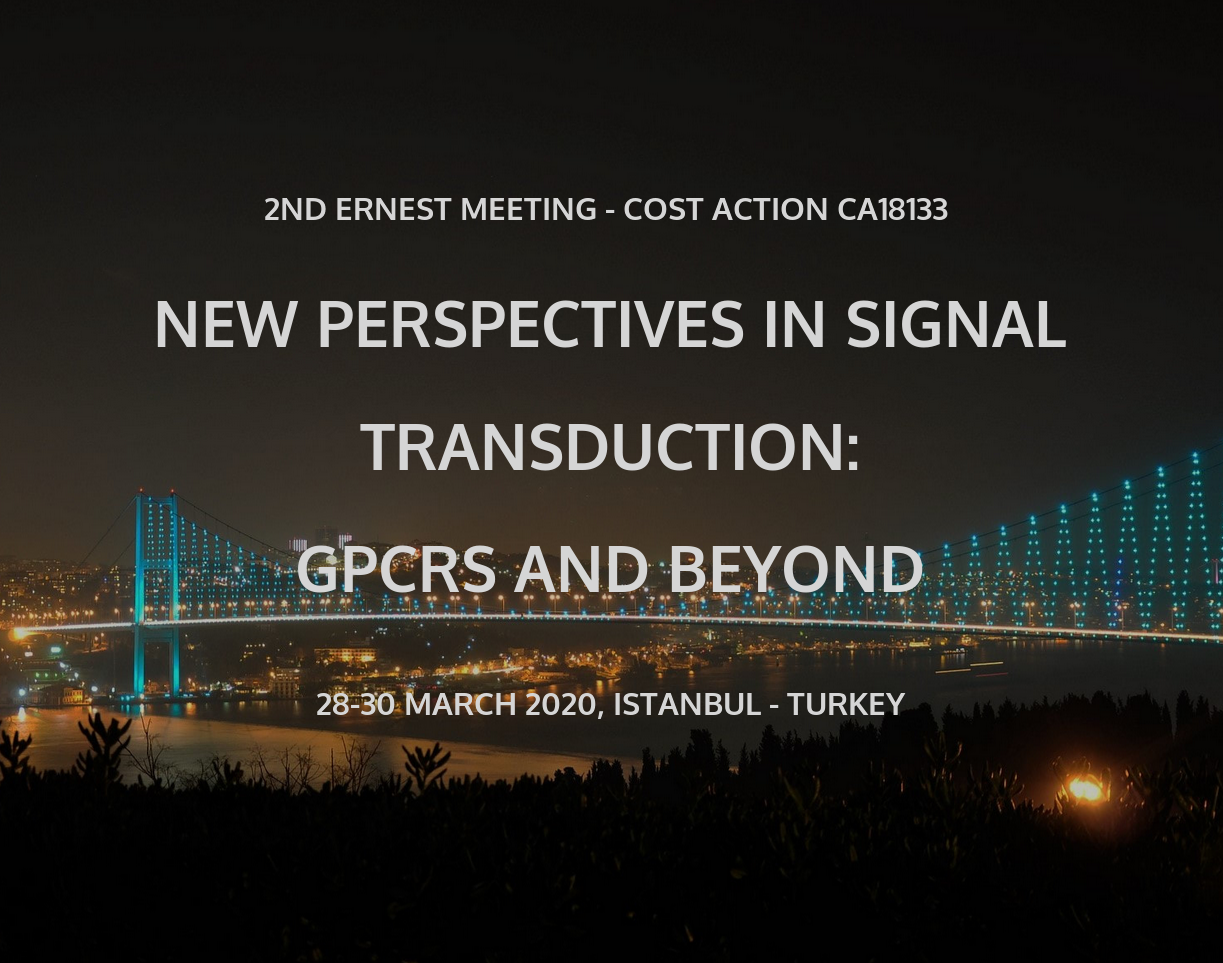 2ND ERNEST MEETING - COST ACTION CA18133
NEW PERSPECTIVES IN SIGNAL
TRANSDUCTION:
GPCRS AND BEYOND
28-30 MARCH 2020, ISTANBUL - TURKEY